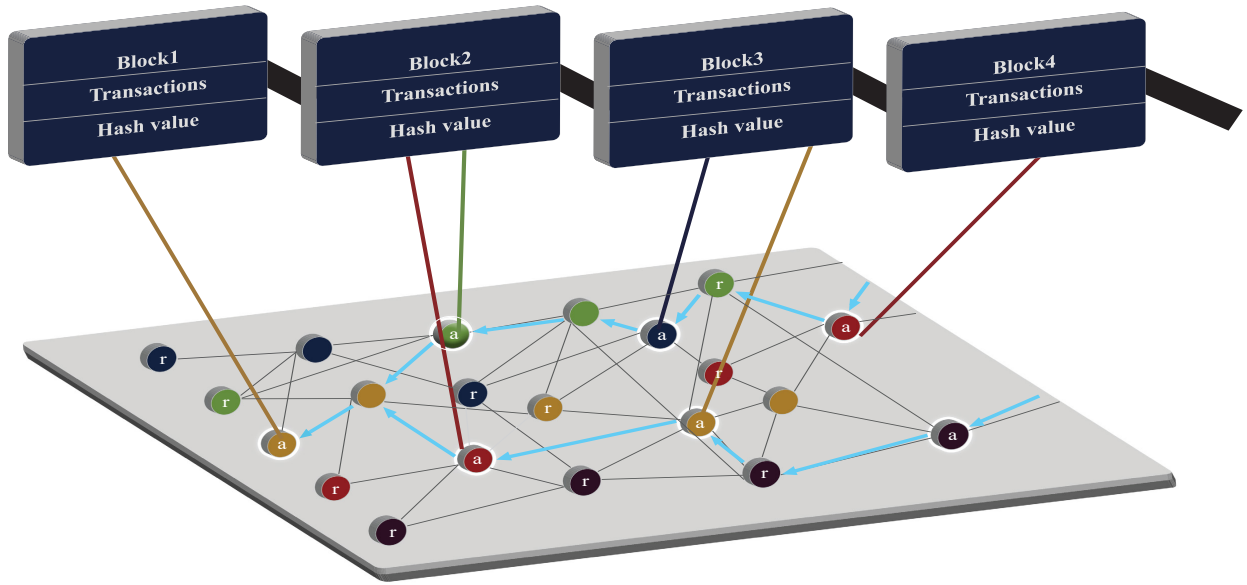 Block1
Transactions
Hash value
Block2
Transactions
Hash value
Block3
Transactions
Hash value
Block4
Transactions
Hash value
r
a
r
a
a
r
r
r
r
a
r
a
r
a
r
r
r
a